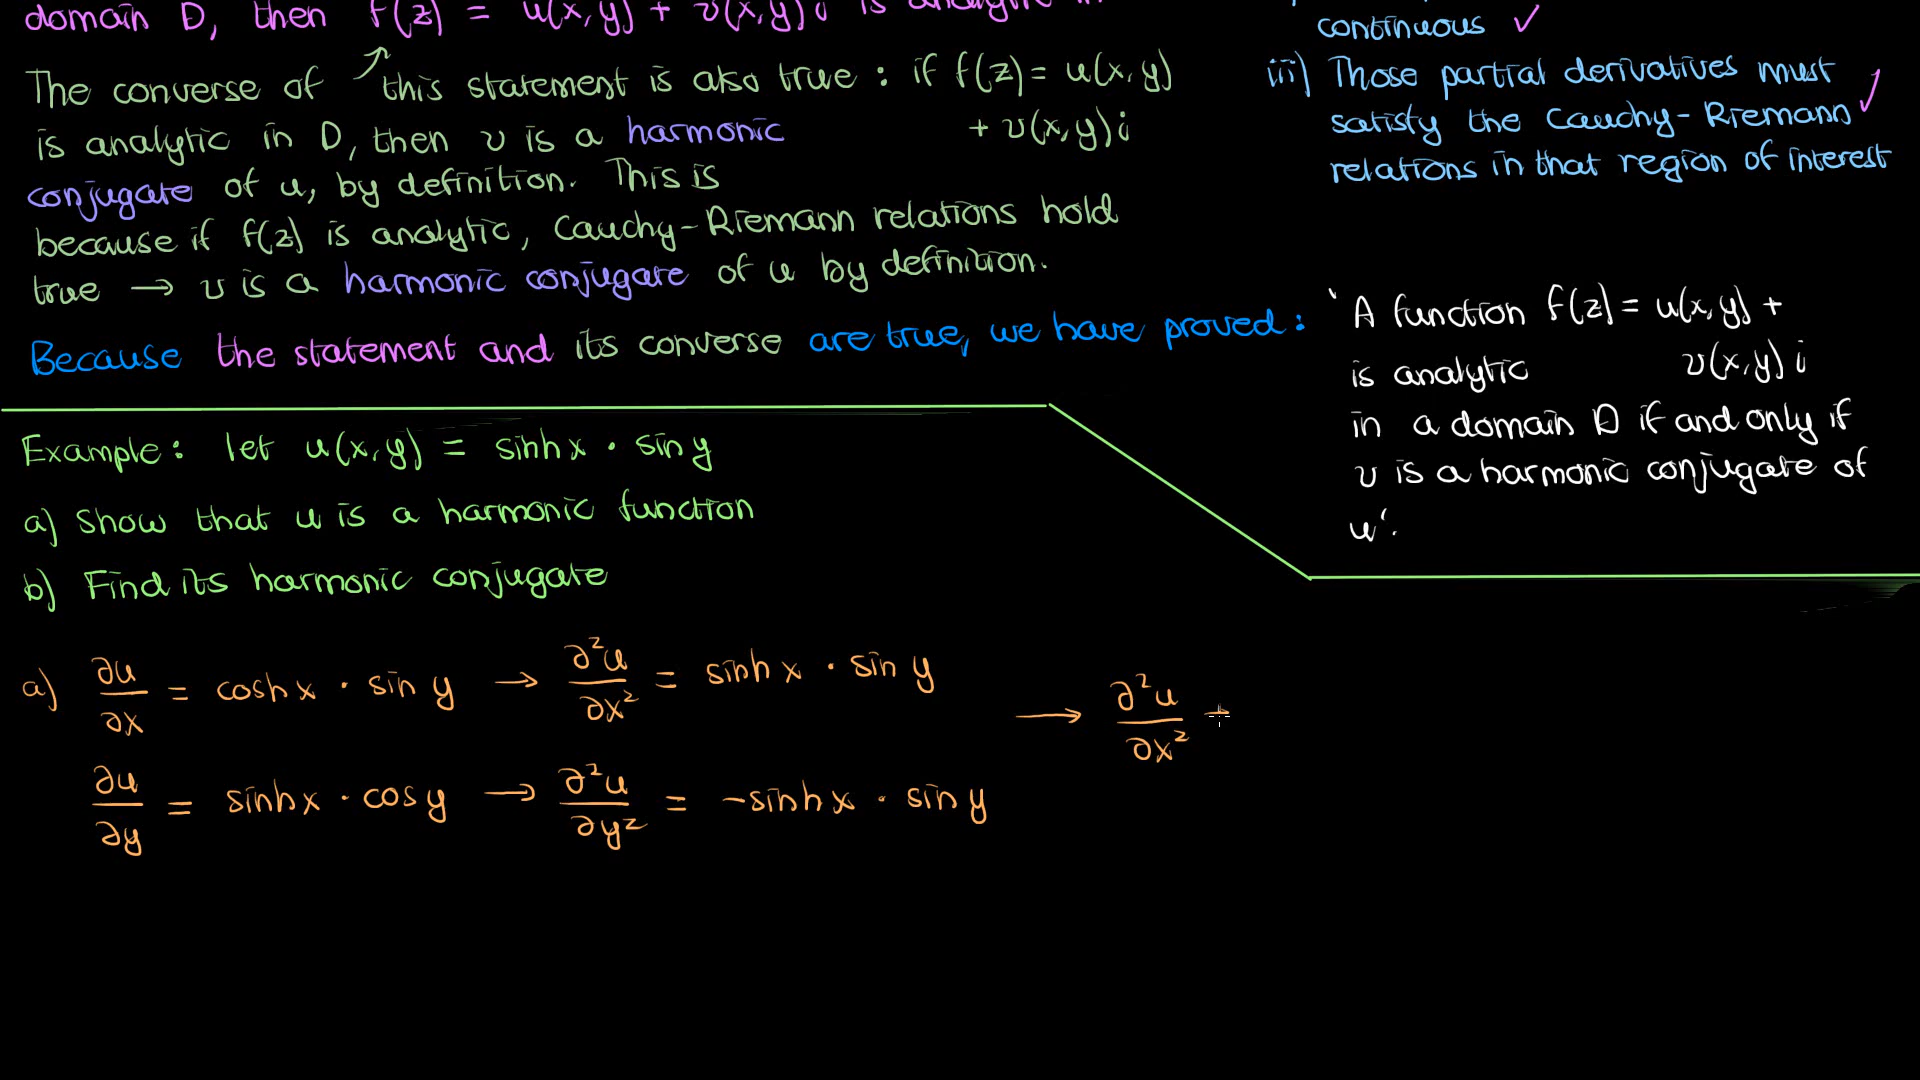 domain D, then f(z) = u(x,y) + v(x,y)i is analytic in
The converse of this statement is also true : if f(z) = u(x,y)
+ v(x,y)i
is analytic in D, then v is a harmonic
conjugate of u, by definition. This is
because if f(z) is analytic, Cauchy-Riemann relations hold
true → v is a harmonic conjugate of u by definition.
Because the statement and its converse are true, we have proved :
continuous ✓
iii) Those partial derivatives must
satisfy the Cauchy-Riemann ✓
relations in that region of interest
'A function f(z) = u(x,y) +
v(x,y)i
is analytic
in a domain D if and only if
v is a harmonic conjugate of
u'.
Example : let u(x,y) = sinh x · sin y
a) Show that u is a harmonic function
b) Find its harmonic conjugate
a) ∂u/∂x = cosh x · sin y → ∂²u/∂x² = sinh x · sin y
∂u/∂y = sinh x · cos y → ∂²u/∂y² = -sinh x · sin y
→ ∂²u/∂x² +